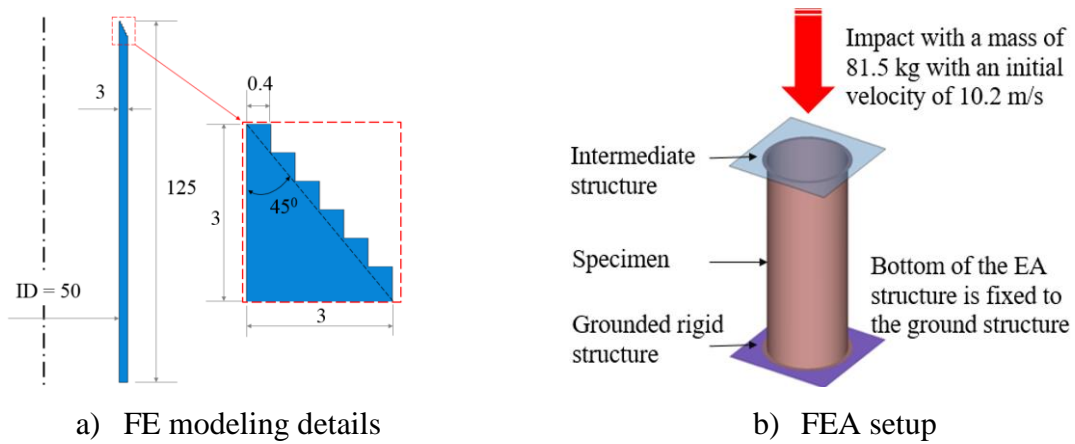 3
125
ID = 50
0.4
3
45⁰
3
a) FE modeling details
Impact with a mass of
81.5 kg with an initial
velocity of 10.2 m/s
Intermediate
structure
Specimen
Bottom of the EA
structure is fixed to
the ground structure
Grounded rigid
structure
b) FEA setup